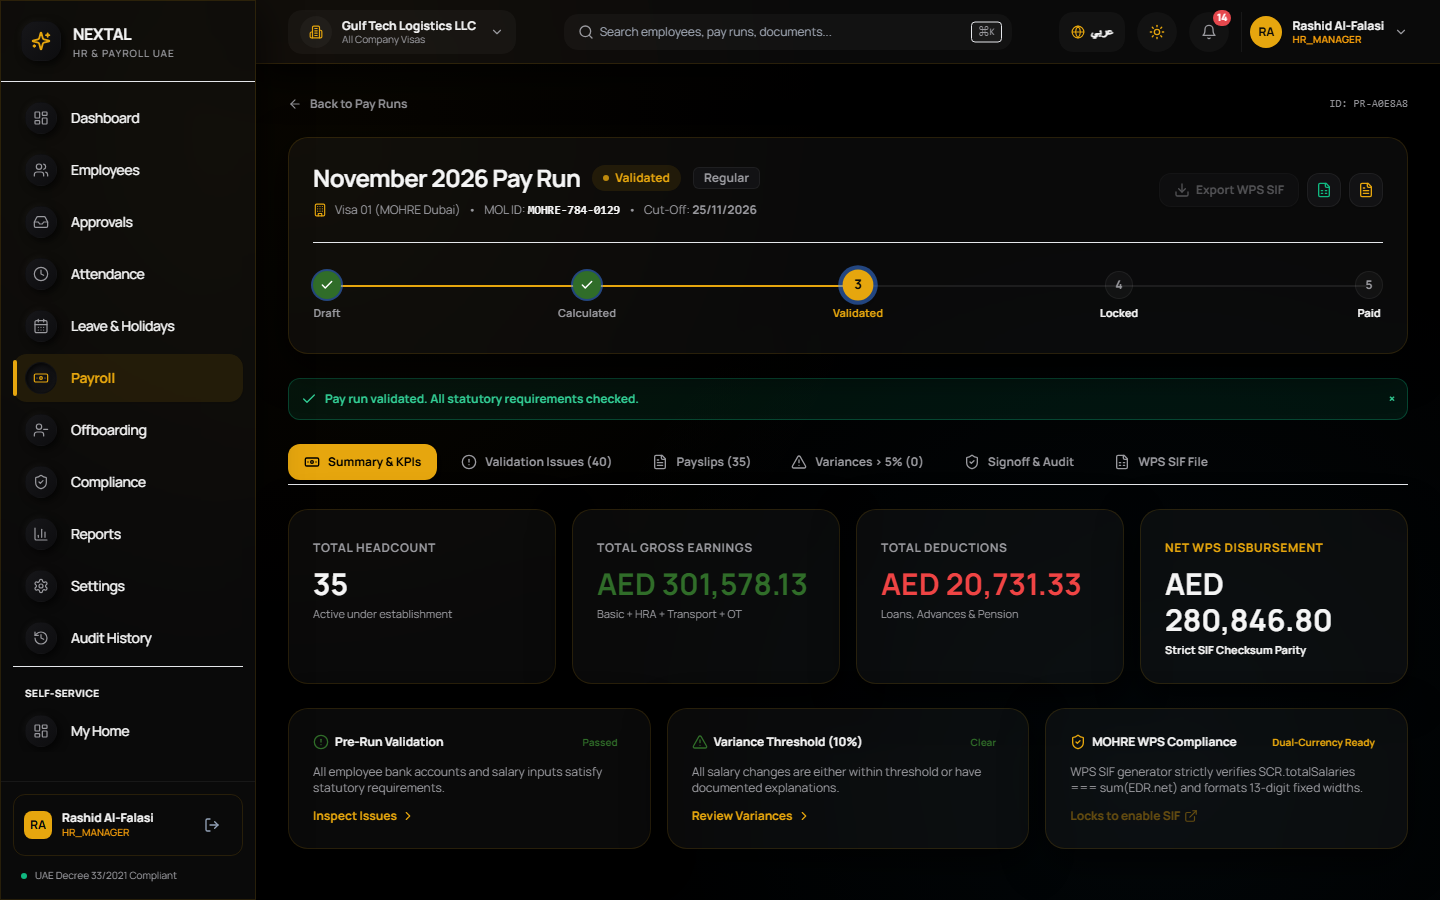 NEXTAL
HR & PAYROLL UAE
Dashboard
Employees
Approvals
Attendance
Leave & Holidays
Payroll
Offboarding
Compliance
Reports
Settings
Audit History
SELF-SERVICE
My Home
RA
Rashid Al-Falasi
HR_MANAGER
UAE Decree 33/2021 Compliant
Gulf Tech Logistics LLC
All Company Visas
Search employees, pay runs, documents...
⌘K
عربي
14
RA
Rashid Al-Falasi
HR_MANAGER
Back to Pay Runs
ID: PR-A0E8A8
November 2026 Pay Run
Validated
Regular
Visa 01 (MOHRE Dubai) • MOL ID: MOHRE-784-0129 • Cut-Off: 25/11/2026
Export WPS SIF
3
4
5
Draft
Calculated
Validated
Locked
Paid
Pay run validated. All statutory requirements checked.
×
Summary & KPIs
Validation Issues (40)
Payslips (35)
Variances > 5% (0)
Signoff & Audit
WPS SIF File
TOTAL HEADCOUNT
35
Active under establishment
TOTAL GROSS EARNINGS
AED 301,578.13
Basic + HRA + Transport + OT
TOTAL DEDUCTIONS
AED 20,731.33
Loans, Advances & Pension
NET WPS DISBURSEMENT
AED
280,846.80
Strict SIF Checksum Parity
Pre-Run Validation
Passed
All employee bank accounts and salary inputs satisfy
statutory requirements.
Inspect Issues
Variance Threshold (10%)
Clear
All salary changes are either within threshold or have
documented explanations.
Review Variances
MOHRE WPS Compliance
Dual-Currency Ready
WPS SIF generator strictly verifies SCR.totalSalaries
=== sum(EDR.net) and formats 13-digit fixed widths.
Locks to enable SIF